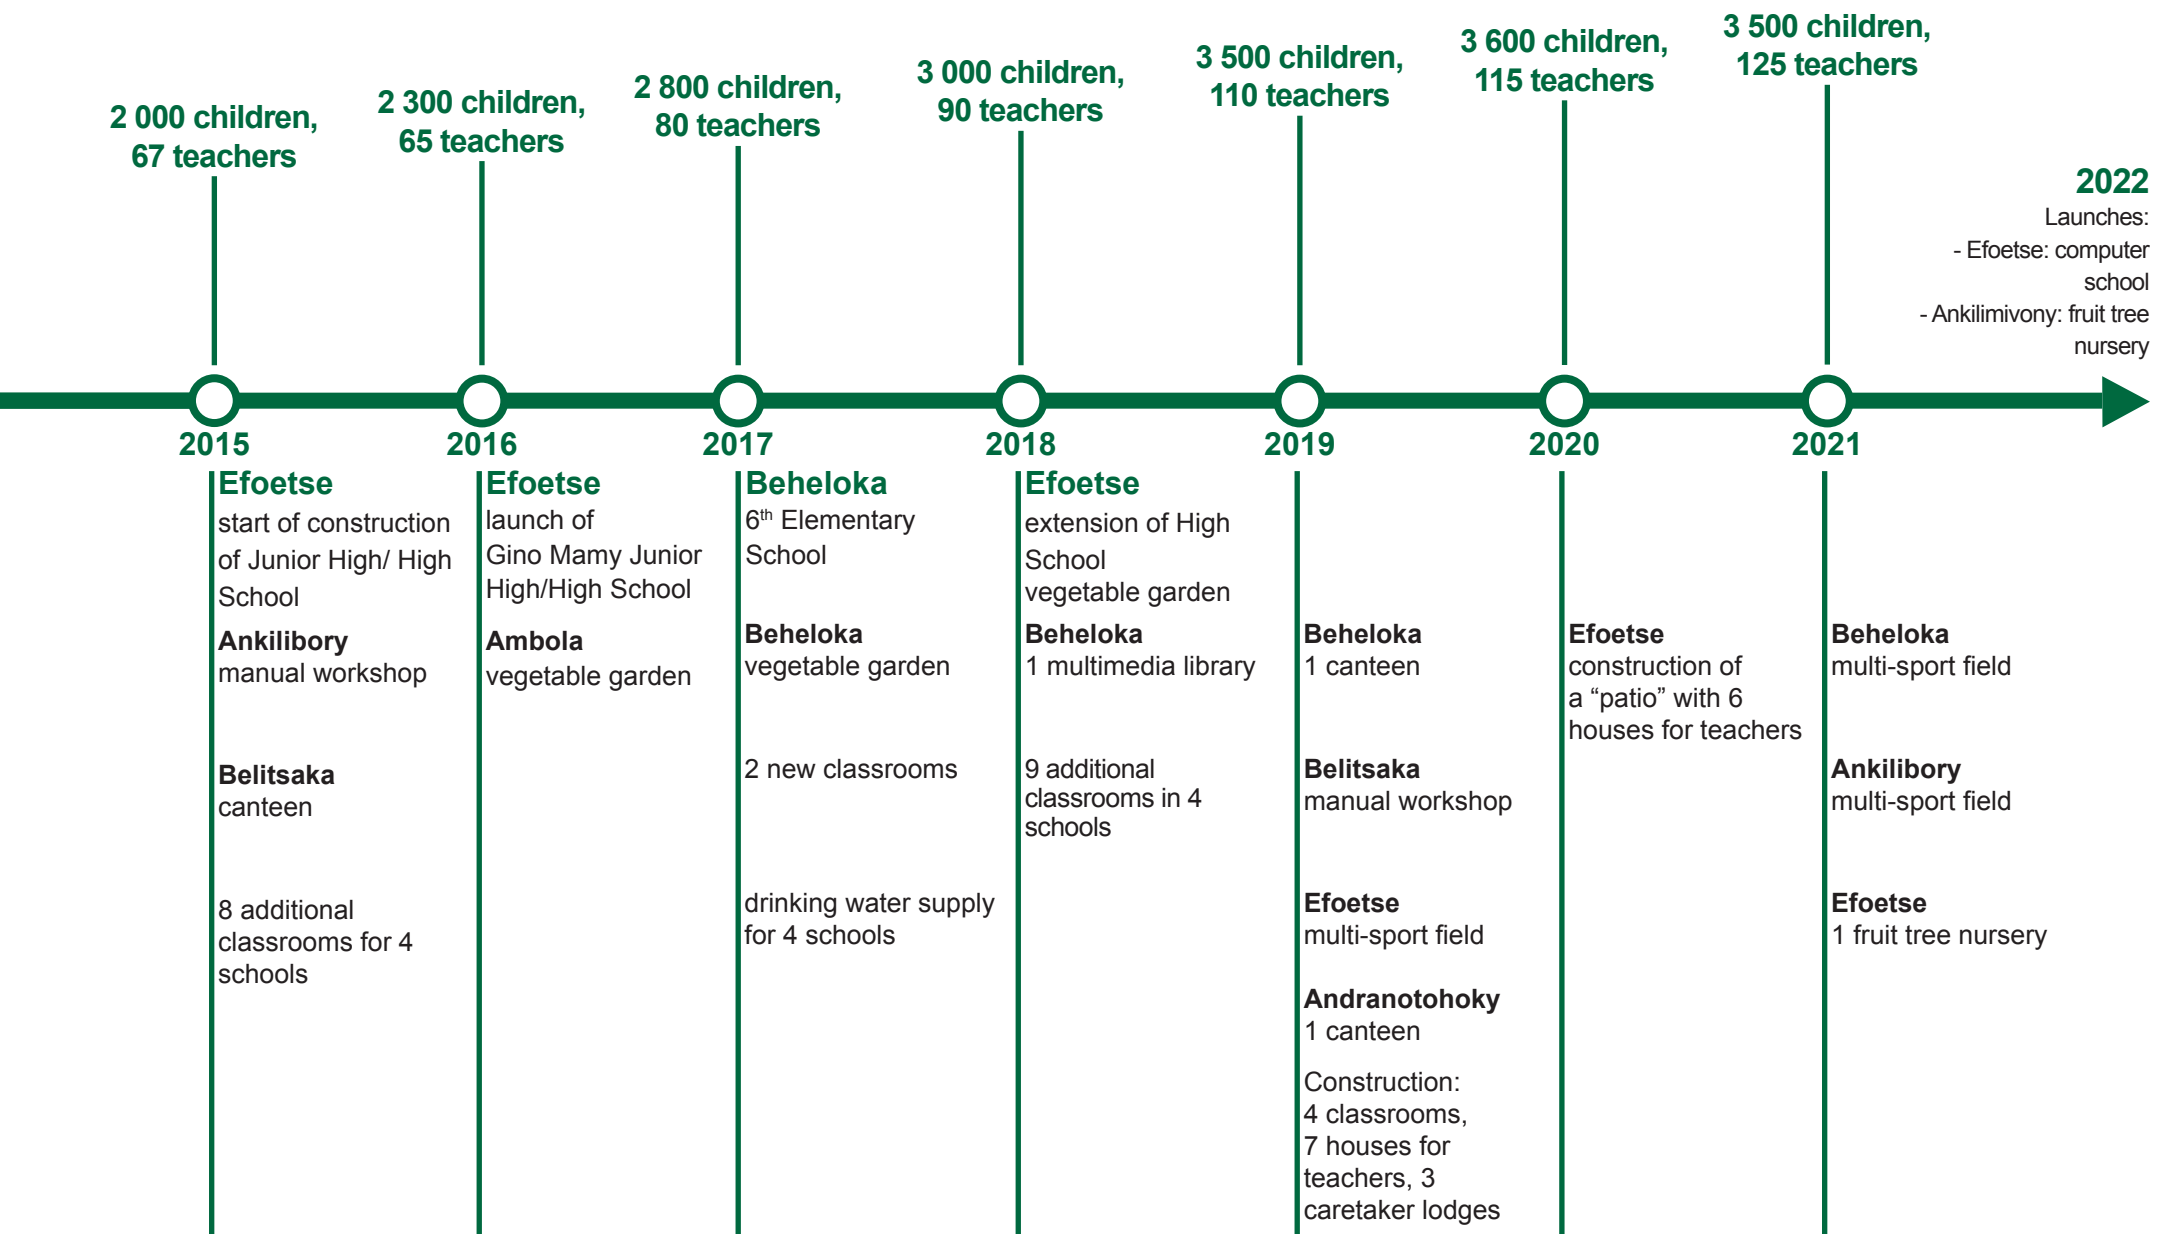 2 000 children,
67 teachers
2 300 children,
65 teachers
2 800 children,
80 teachers
3 000 children,
90 teachers
3 500 children,
110 teachers
3 600 children,
115 teachers
3 500 children,
125 teachers
2022
Launches:
- Efoetse: computer
school
- Ankilimivony: fruit tree
nursery
2015
Efoetse
start of construction
of Junior High/ High
School
Ankilibory
manual workshop
Belitsaka
canteen
8 additional
classrooms for 4
schools
2016
Efoetse
launch of
Gino Mamy Junior
High/High School
Ambola
vegetable garden
2017
Beheloka
6th Elementary
School
Beheloka
vegetable garden
2 new classrooms
drinking water supply
for 4 schools
2018
Efoetse
extension of High
School
vegetable garden
Beheloka
1 multimedia library
9 additional
classrooms in 4
schools
2019
Beheloka
1 canteen
Belitsaka
manual workshop
Efoetse
multi-sport field
Andranotohoky
1 canteen
Construction:
4 classrooms,
7 houses for
teachers, 3
caretaker lodges
2020
Efoetse
construction of
a “patio” with 6
houses for teachers
2021
Beheloka
multi-sport field
Ankilibory
multi-sport field
Efoetse
1 fruit tree nursery